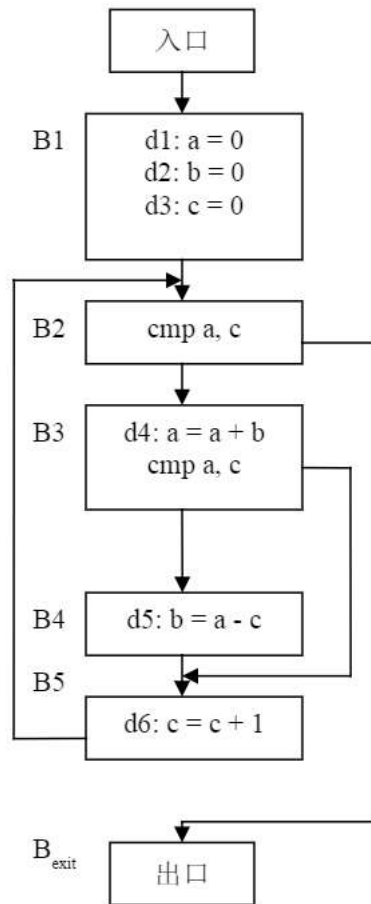 入口
B1
d1: a = 0
d2: b = 0
d3: c = 0
B2
cmp a, c
B3
d4: a = a + b
cmp a, c
B4
d5: b = a - c
B5
d6: c = c + 1
B_exit
出口